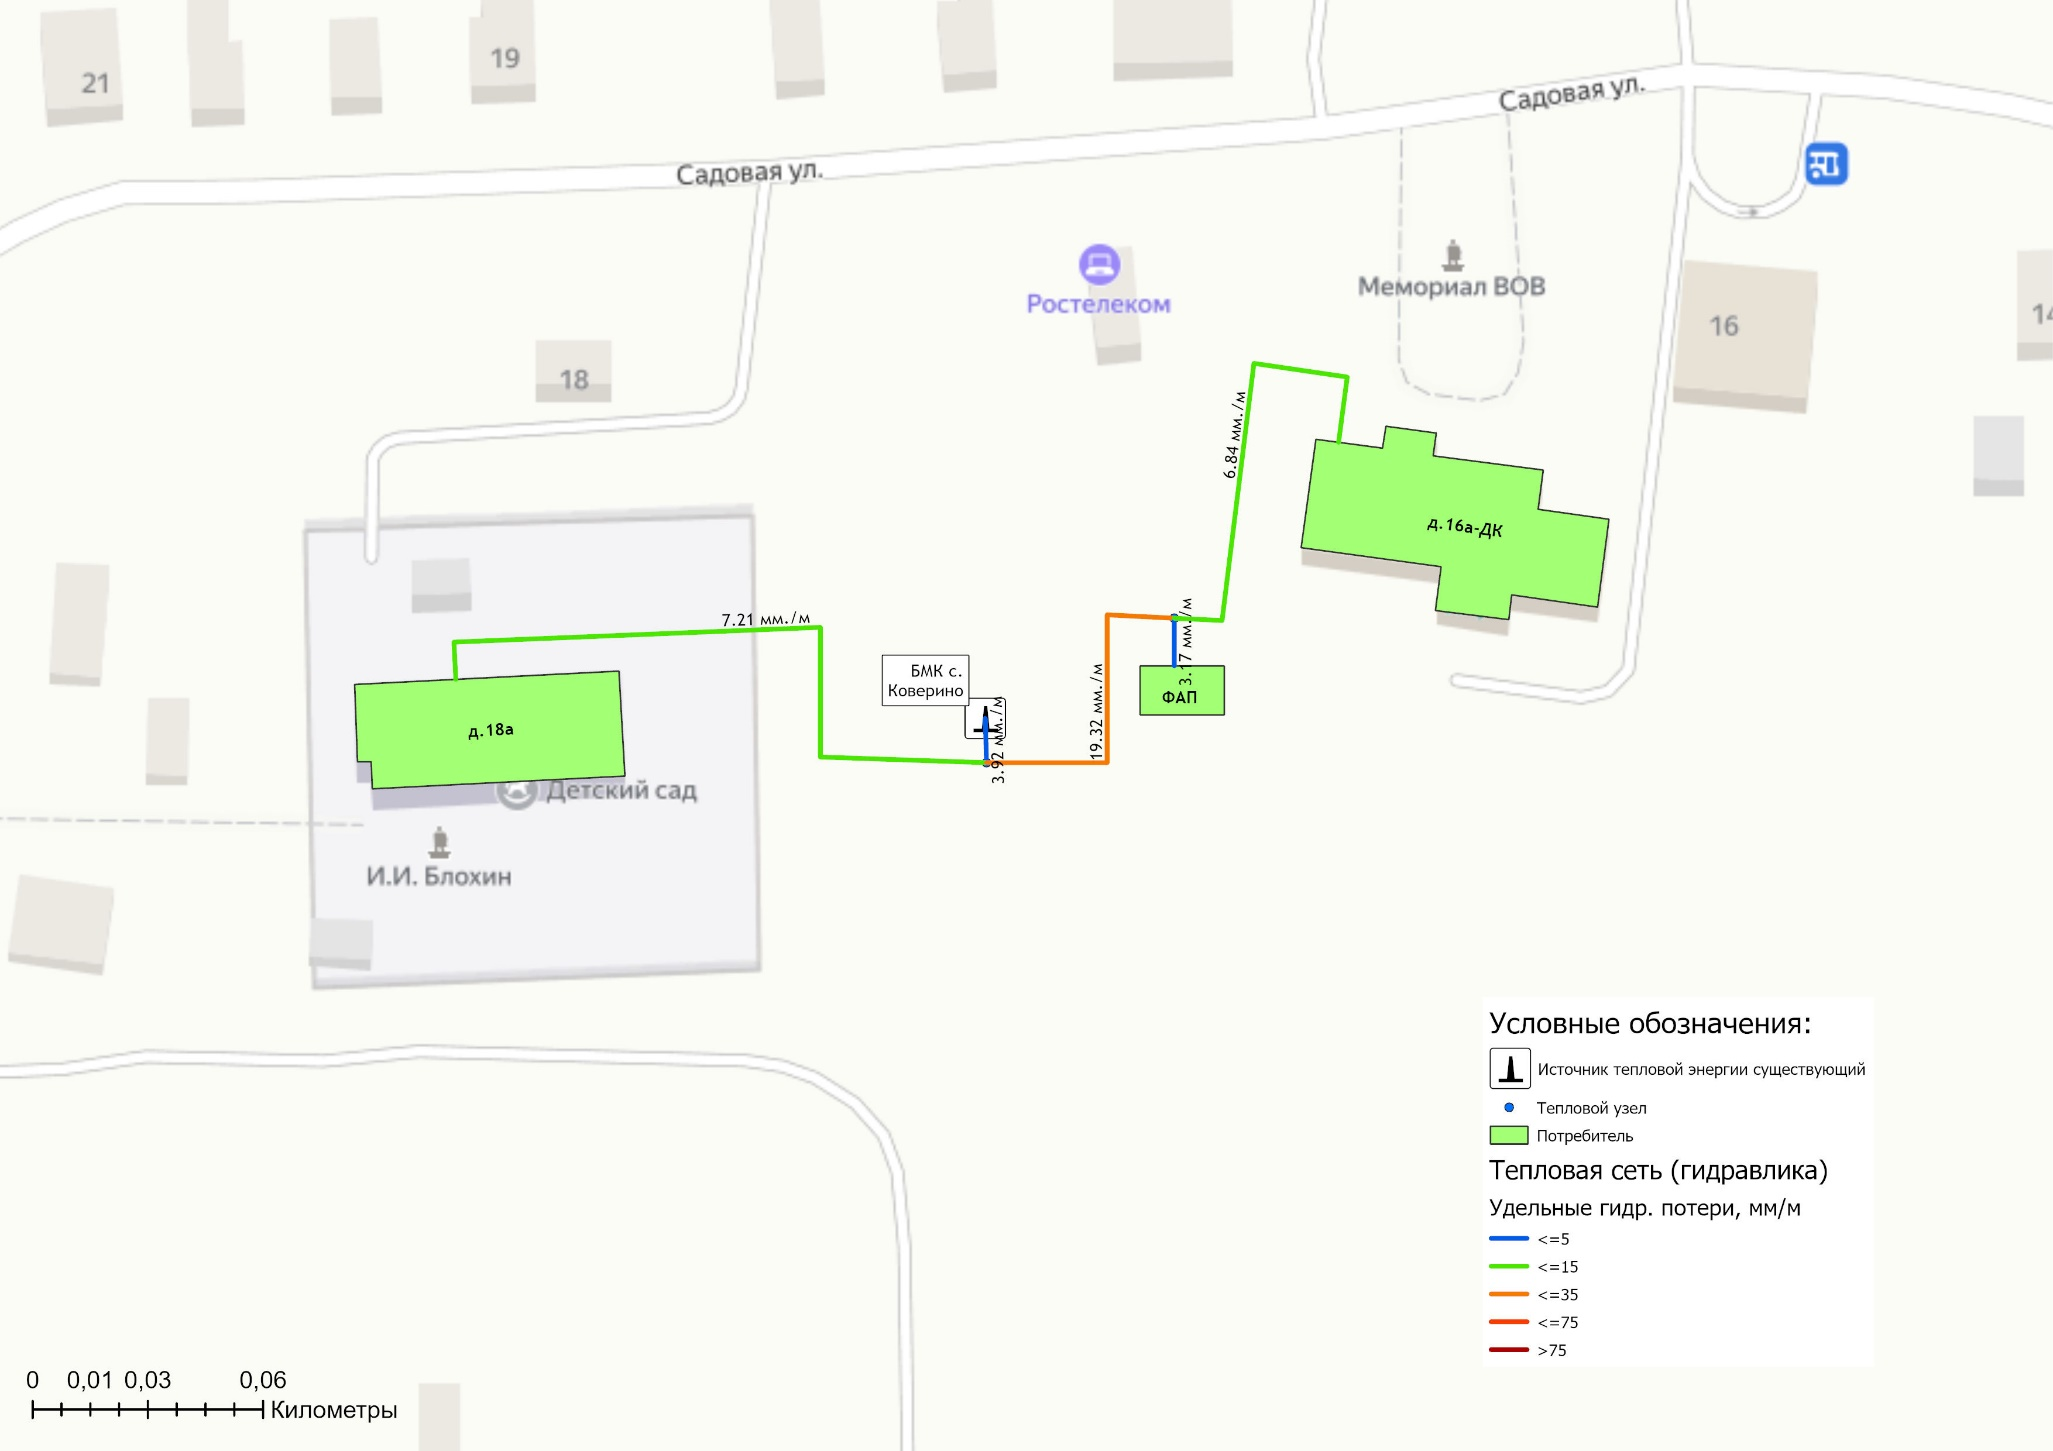 21
19
Садовая ул.
Садовая ул.
Ростелеком
Мемориал ВОВ
16
14
18
6.84 мм./м
д.16а-ДК
7.21 мм./м
3.17 мм./м
БМК с.
Коверино
19.32 мм./м
ФАП
3.92 мм./м
д.18а
Детский сад
И.И. Блохин
Условные обозначения:
Источник тепловой энергии существующий
Тепловой узел
Потребитель
Тепловая сеть (гидравлика)
Удельные гидр. потери, мм/м
<=5
<=15
<=35
<=75
>75
0 0,01 0,03 0,06
Километры